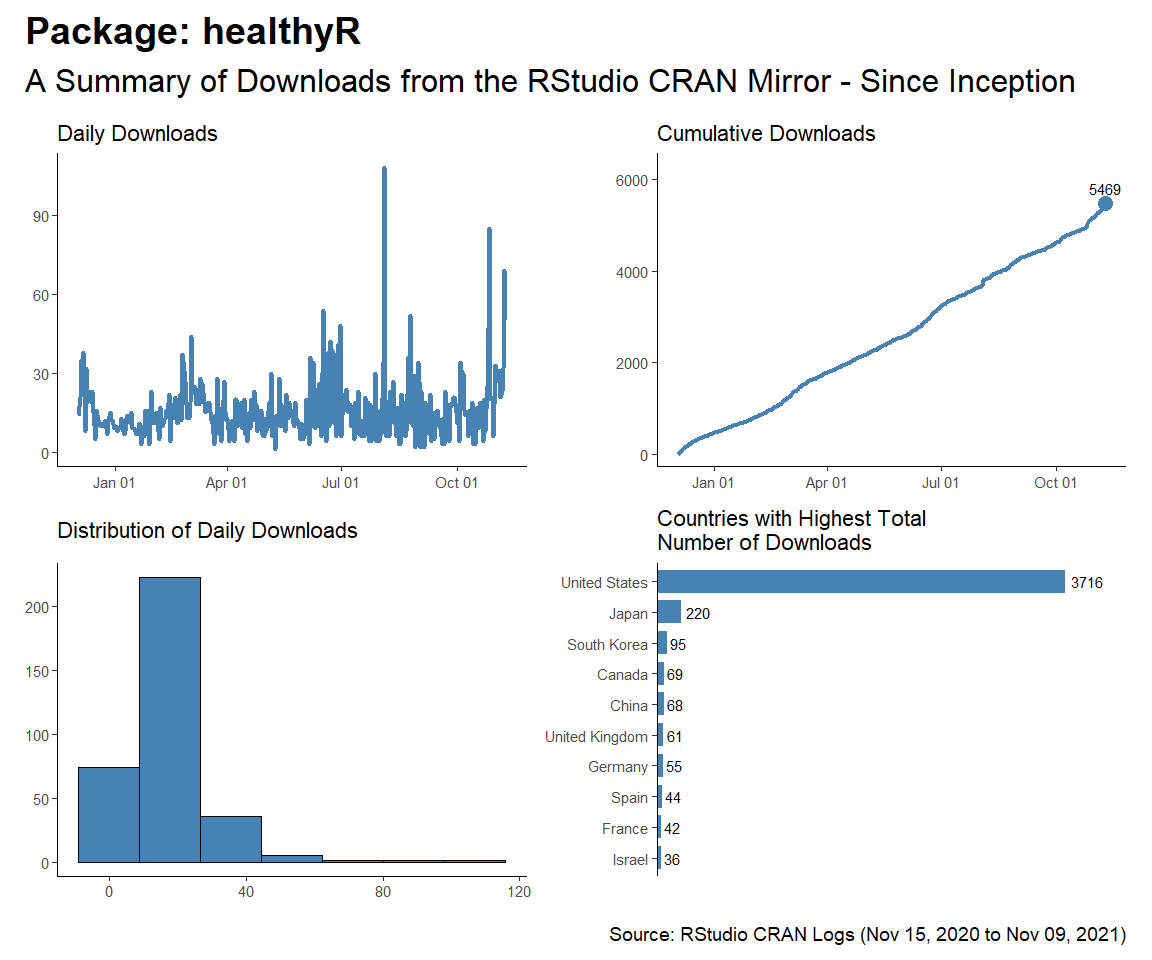 Package: healthyR
A Summary of Downloads from the RStudio CRAN Mirror - Since Inception
Daily Downloads
90
60
30
0
Jan 01
Apr 01
Jul 01
Oct 01
Cumulative Downloads
6000
4000
2000
0
5469
Jan 01
Apr 01
Jul 01
Oct 01
Distribution of Daily Downloads
200
150
100
50
0
0
40
80
120
Countries with Highest Total
Number of Downloads
United States 3716
Japan 220
South Korea 95
Canada 69
China 68
United Kingdom 61
Germany 55
Spain 44
France 42
Israel 36
Source: RStudio CRAN Logs (Nov 15, 2020 to Nov 09, 2021)